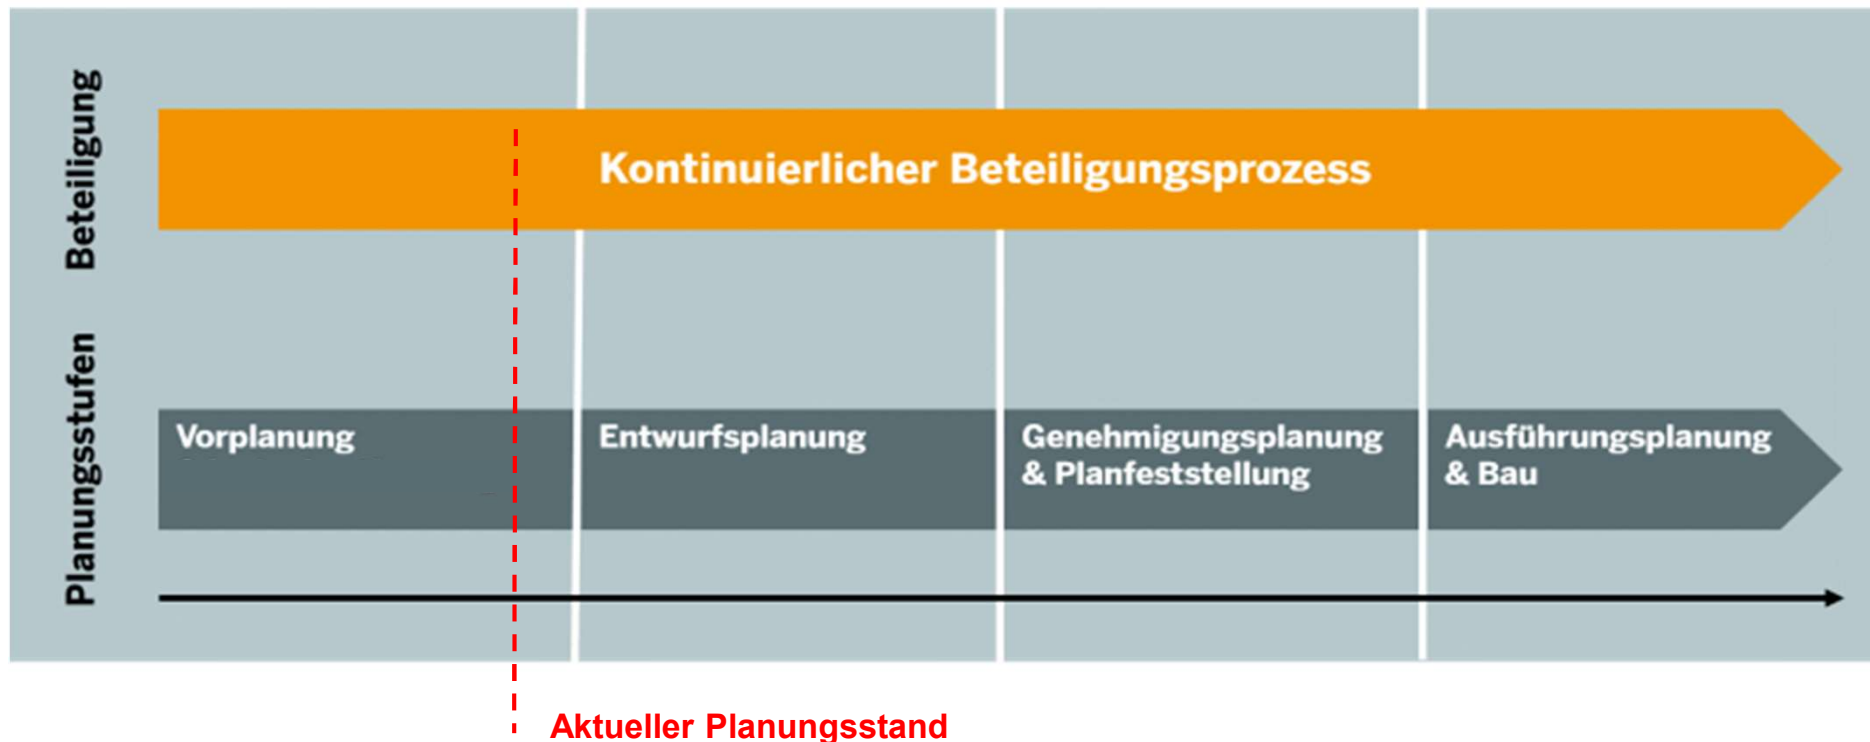 Beteiligung
Kontinuierlicher Beteiligungsprozess
Planungsstufen
Vorplanung
Entwurfsplanung
Genehmigungsplanung
& Planfeststellung
Ausführungsplanung
& Bau
Aktueller Planungsstand